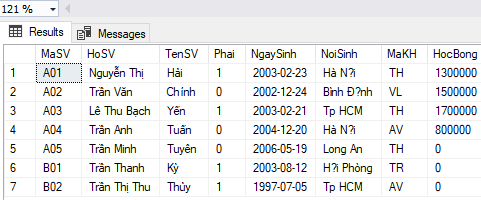 121 %
Results Messages
MaSV HoSV TenSV Phai NgaySinh NoiSinh MaKH HocBong
1 A01 Nguyễn Thị Hải 1 2003-02-23 Hà N?i TH 1300000
2 A02 Trần Văn Chính 0 2002-12-24 Bình Đ?nh VL 1500000
3 A03 Lê Thu Bạch Yến 1 2003-02-21 Tp HCM TH 1700000
4 A04 Trần Anh Tuấn 0 2004-12-20 Hà N?i AV 800000
5 A05 Trần Minh Tuyên 0 2006-05-19 Long An TH 0
6 B01 Trần Thanh Kỳ 1 2003-08-12 H?i Phòng TR 0
7 B02 Trần Thị Thu Thủy 1 1997-07-05 Tp HCM AV 0